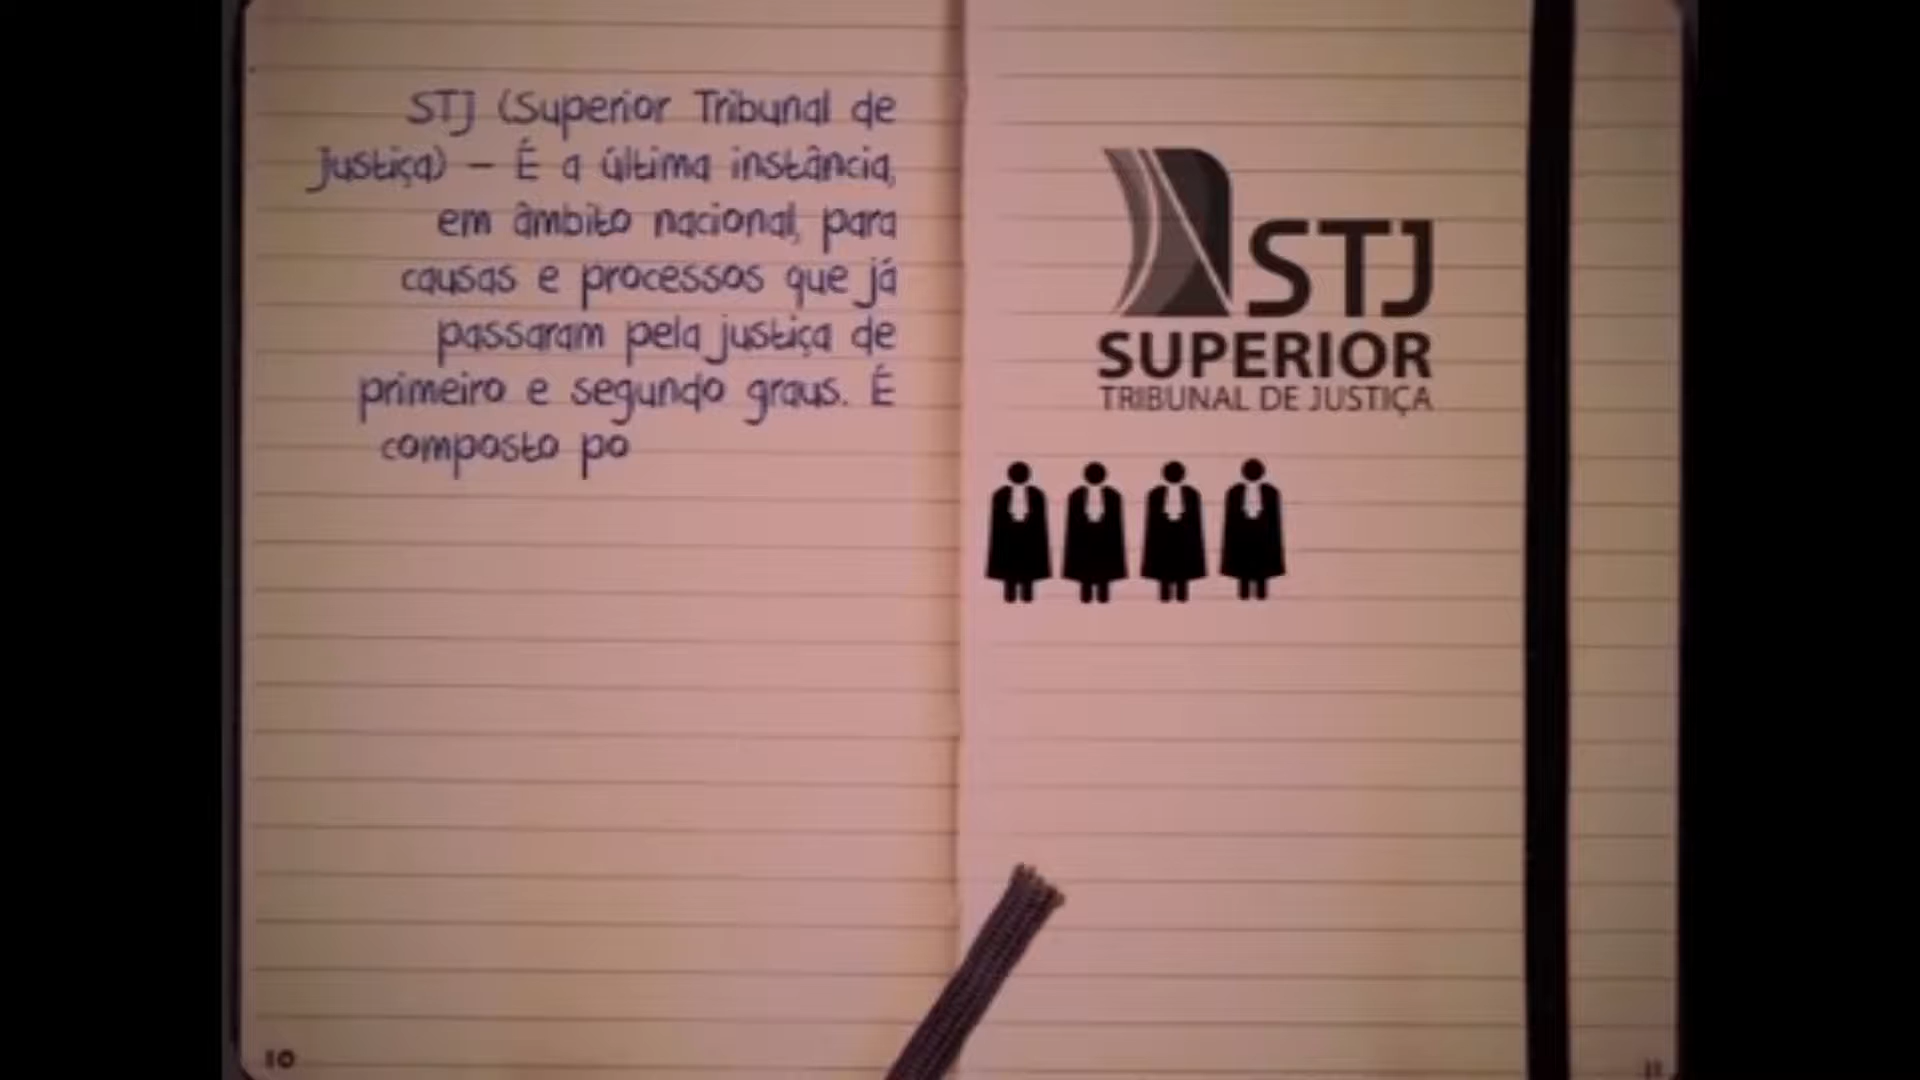 STJ (Superior Tribunal de
Justiça) – É a última instância,
em âmbito nacional, para
causas e processos que já
passaram pela justiça de
primeiro e segundo graus. É
composto po
STJ
SUPERIOR
TRIBUNAL DE JUSTIÇA
10
11